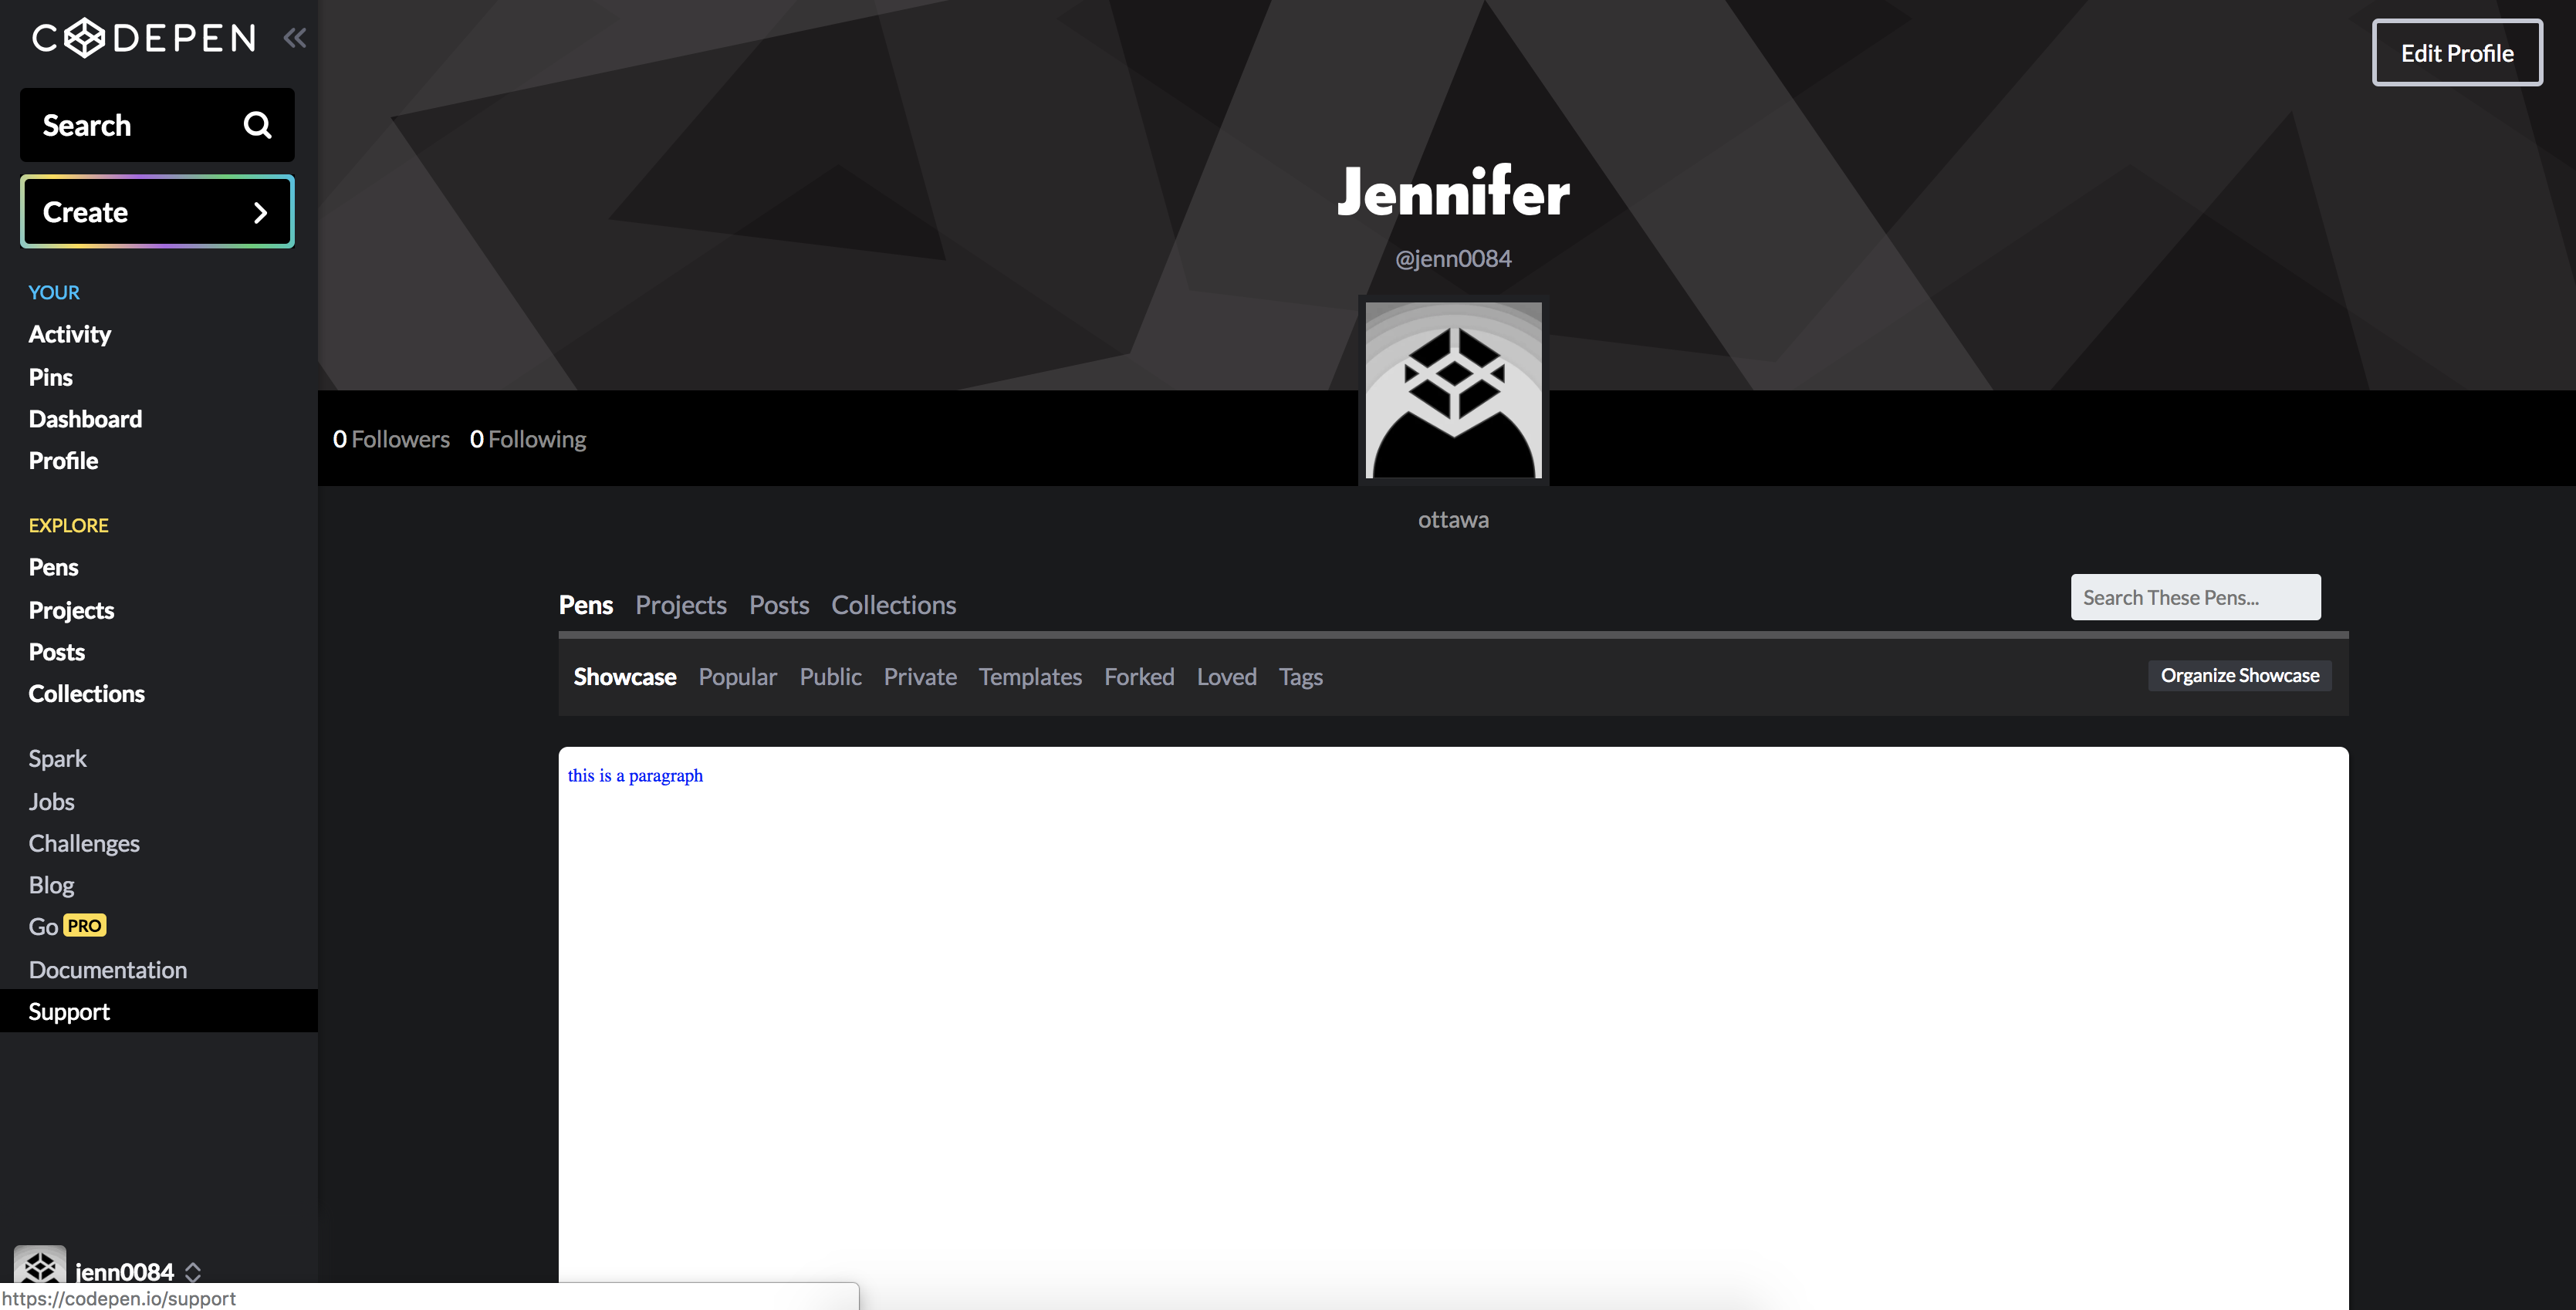 CODEPEN
Search
Create
YOUR
Activity
Pins
Dashboard
Profile
EXPLORE
Pens
Projects
Posts
Collections
Spark
Jobs
Challenges
Blog
Go PRO
Documentation
Support
jenn0084
https://codepen.io/support
Edit Profile
Jennifer
@jenn0084
0 Followers 0 Following
ottawa
Pens Projects Posts Collections
Search These Pens...
Showcase Popular Public Private Templates Forked Loved Tags
Organize Showcase
this is a paragraph